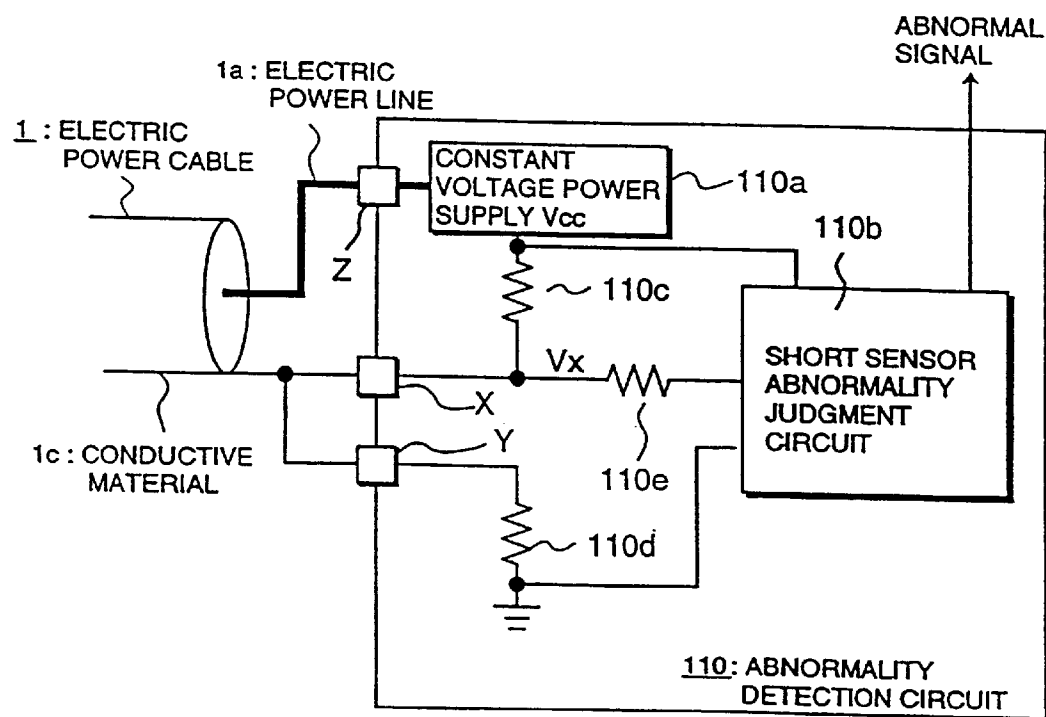 ABNORMAL
SIGNAL
1a : ELECTRIC
POWER LINE
1 : ELECTRIC
POWER CABLE
CONSTANT
VOLTAGE POWER
SUPPLY Vcc
110a
110b
Z
110c
SHORT SENSOR
ABNORMALITY
JUDGMENT
CIRCUIT
Vx
X
Y
110e
1c : CONDUCTIVE
MATERIAL
110d
110 : ABNORMALITY
DETECTION CIRCUIT